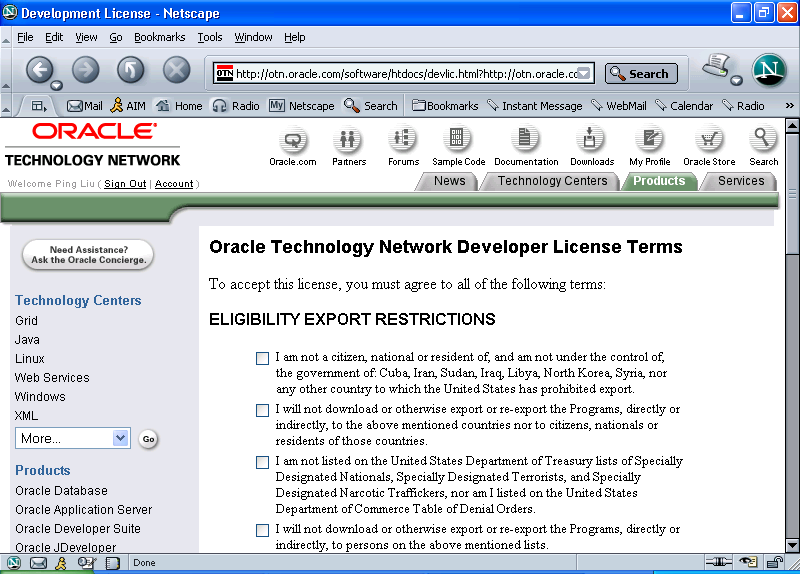 Development License - Netscape
File Edit View Go Bookmarks Tools Window Help
OTN http://otn.oracle.com/software/htdocs/devlic.html?http://otn.oracle.co Search N
Mail AIM Home Radio My Netscape Search Bookmarks Instant Message WebMail Calendar Radio »
ORACLE®
TECHNOLOGY NETWORK
Oracle.com Partners Forums Sample Code Documentation Downloads My Profile Oracle Store Search
Welcome Ping Liu ( Sign Out | Account )
News Technology Centers Products Services
Need Assistance?
Ask the Oracle Concierge.
Technology Centers
Grid
Java
Linux
Web Services
Windows
XML
More... Go
Products
Oracle Database
Oracle Application Server
Oracle Developer Suite
Oracle JDeveloper
Oracle Technology Network Developer License Terms
To accept this license, you must agree to all of the following terms:
ELIGIBILITY EXPORT RESTRICTIONS
I am not a citizen, national or resident of, and am not under the control of,
the government of: Cuba, Iran, Sudan, Iraq, Libya, North Korea, Syria, nor
any other country to which the United States has prohibited export.
I will not download or otherwise export or re-export the Programs, directly or
indirectly, to the above mentioned countries nor to citizens, nationals or
residents of those countries.
I am not listed on the United States Department of Treasury lists of Specially
Designated Nationals, Specially Designated Terrorists, and Specially
Designated Narcotic Traffickers, nor am I listed on the United States
Department of Commerce Table of Denial Orders.
I will not download or otherwise export or re-export the Programs, directly or
indirectly, to persons on the above mentioned lists.
Done